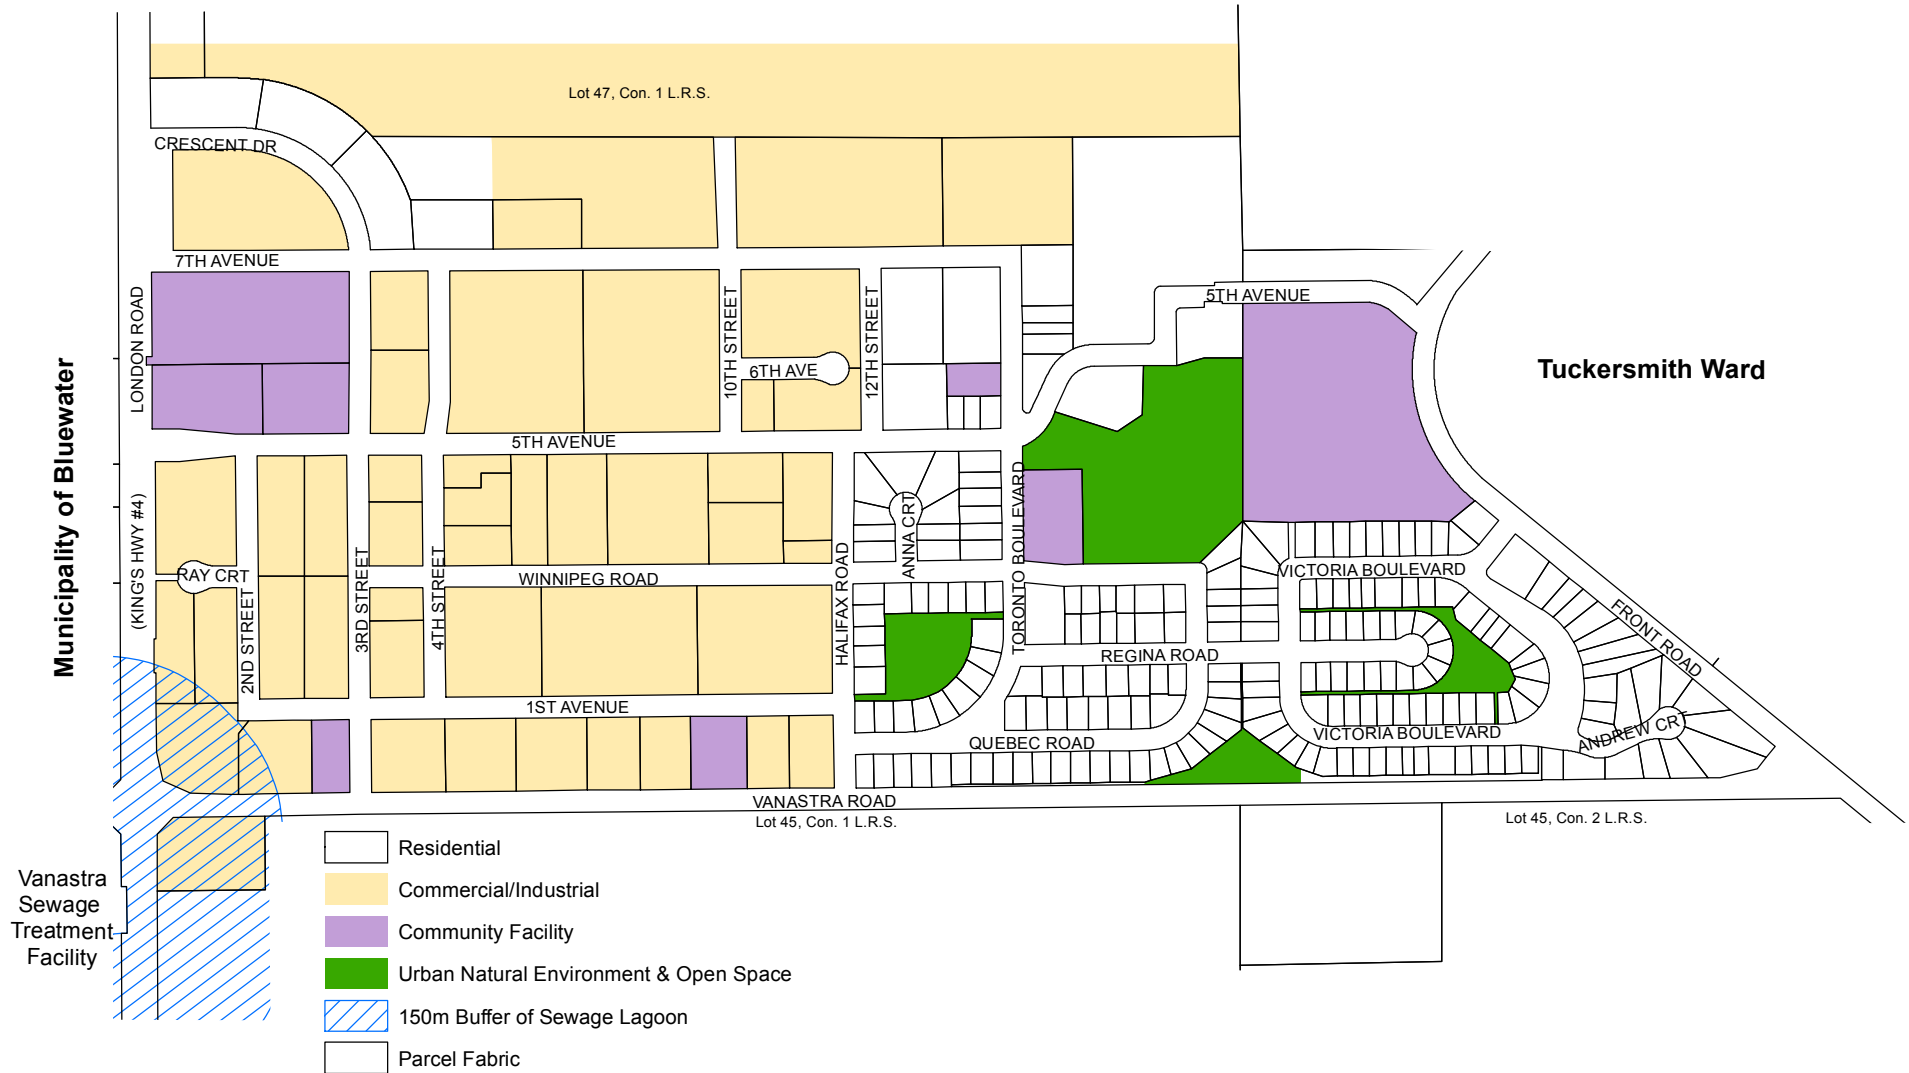 Lot 47, Con. 1 L.R.S.
CRESCENT DR
7TH AVENUE
5TH AVENUE
LONDON ROAD
10TH STREET
12TH STREET
6TH AVE
Municipality of Bluewater
Tuckersmith Ward
5TH AVENUE
(KING'S HWY #4)
TORONTO BOULEVARD
ANNA CRT
RAY CRT
WINNIPEG ROAD
VICTORIA BOULEVARD
2ND STREET
3RD STREET
4TH STREET
HALIFAX ROAD
FRONT ROAD
REGINA ROAD
1ST AVENUE
QUEBEC ROAD
VICTORIA BOULEVARD
ANDREW CRT
VANASTRA ROAD
Lot 45, Con. 1 L.R.S.
Lot 45, Con. 2 L.R.S.
Vanastra
Sewage
Treatment
Facility
Residential
Commercial/Industrial
Community Facility
Urban Natural Environment & Open Space
150m Buffer of Sewage Lagoon
Parcel Fabric